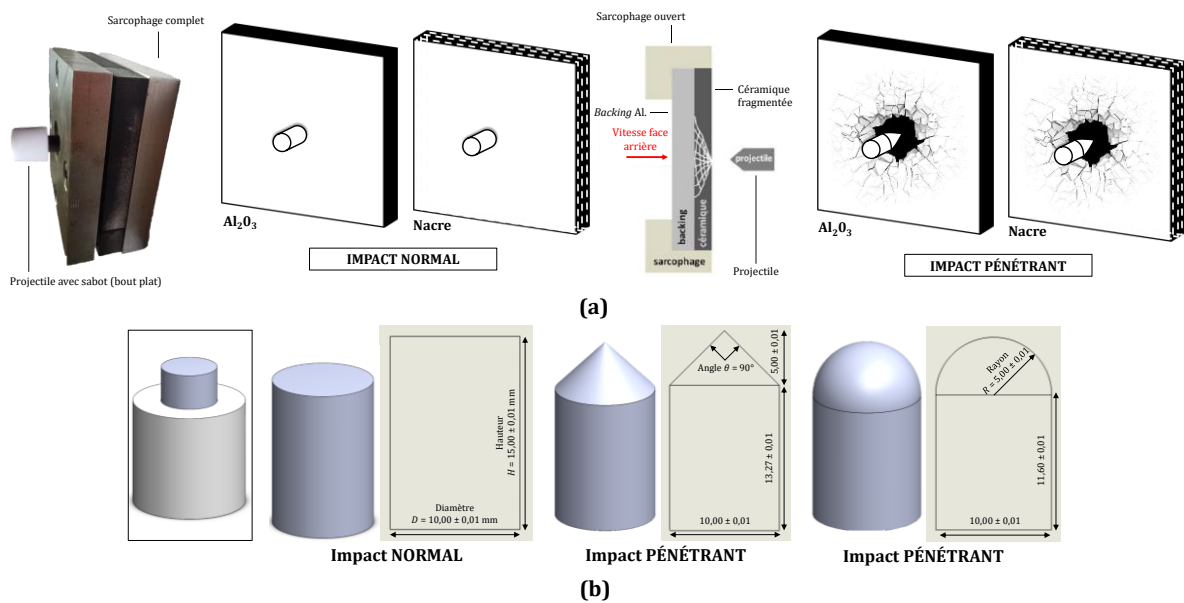 Sarcophage complet
Projectile avec sabot (bout plat)
Al₂0₃
Nacre
IMPACT NORMAL
Sarcophage ouvert
Backing Al.
Vitesse face
arrière
Céramique
fragmentée
projectile
backing
céramique
sarcophage
Projectile
Al₂0₃
Nacre
IMPACT PÉNÉTRANT
(a)
Hauteur
H = 15,00 ± 0,01 mm
Diamètre
D = 10,00 ± 0,01 mm
Impact NORMAL
Angle θ = 90°
5,00 ± 0,01
13,27 ± 0,01
10,00 ± 0,01
Impact PÉNÉTRANT
Rayon
R = 5,00 ± 0,01
11,60 ± 0,01
10,00 ± 0,01
Impact PÉNÉTRANT
(b)